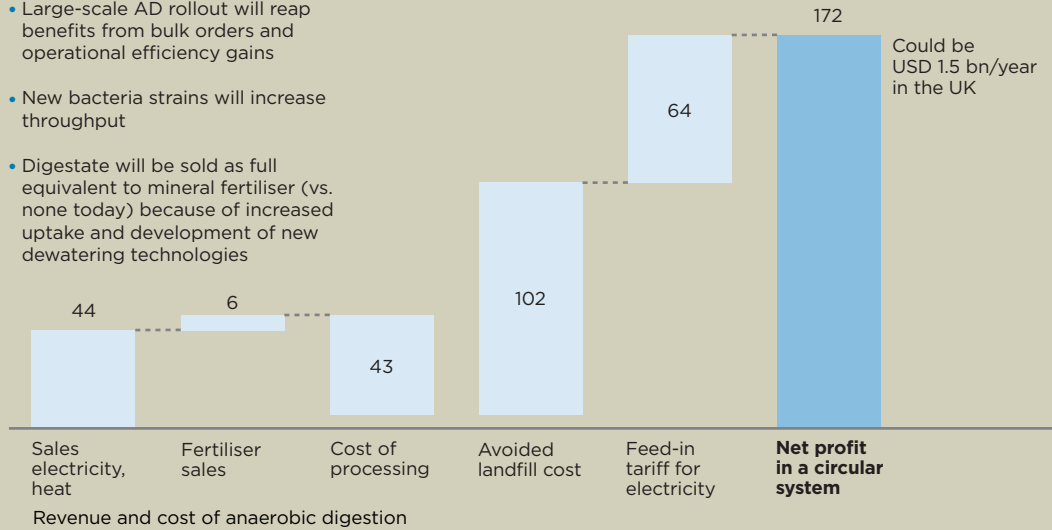 • Large-scale AD rollout will reap
benefits from bulk orders and
operational efficiency gains
• New bacteria strains will increase
throughput
• Digestate will be sold as full
equivalent to mineral fertiliser (vs.
none today) because of increased
uptake and development of new
dewatering technologies
44
6
43
102
64
172
Could be
USD 1.5 bn/year
in the UK
Sales
electricity,
heat
Fertiliser
sales
Cost of
processing
Avoided
landfill cost
Feed-in
tariff for
electricity
Net profit
in a circular
system
Revenue and cost of anaerobic digestion